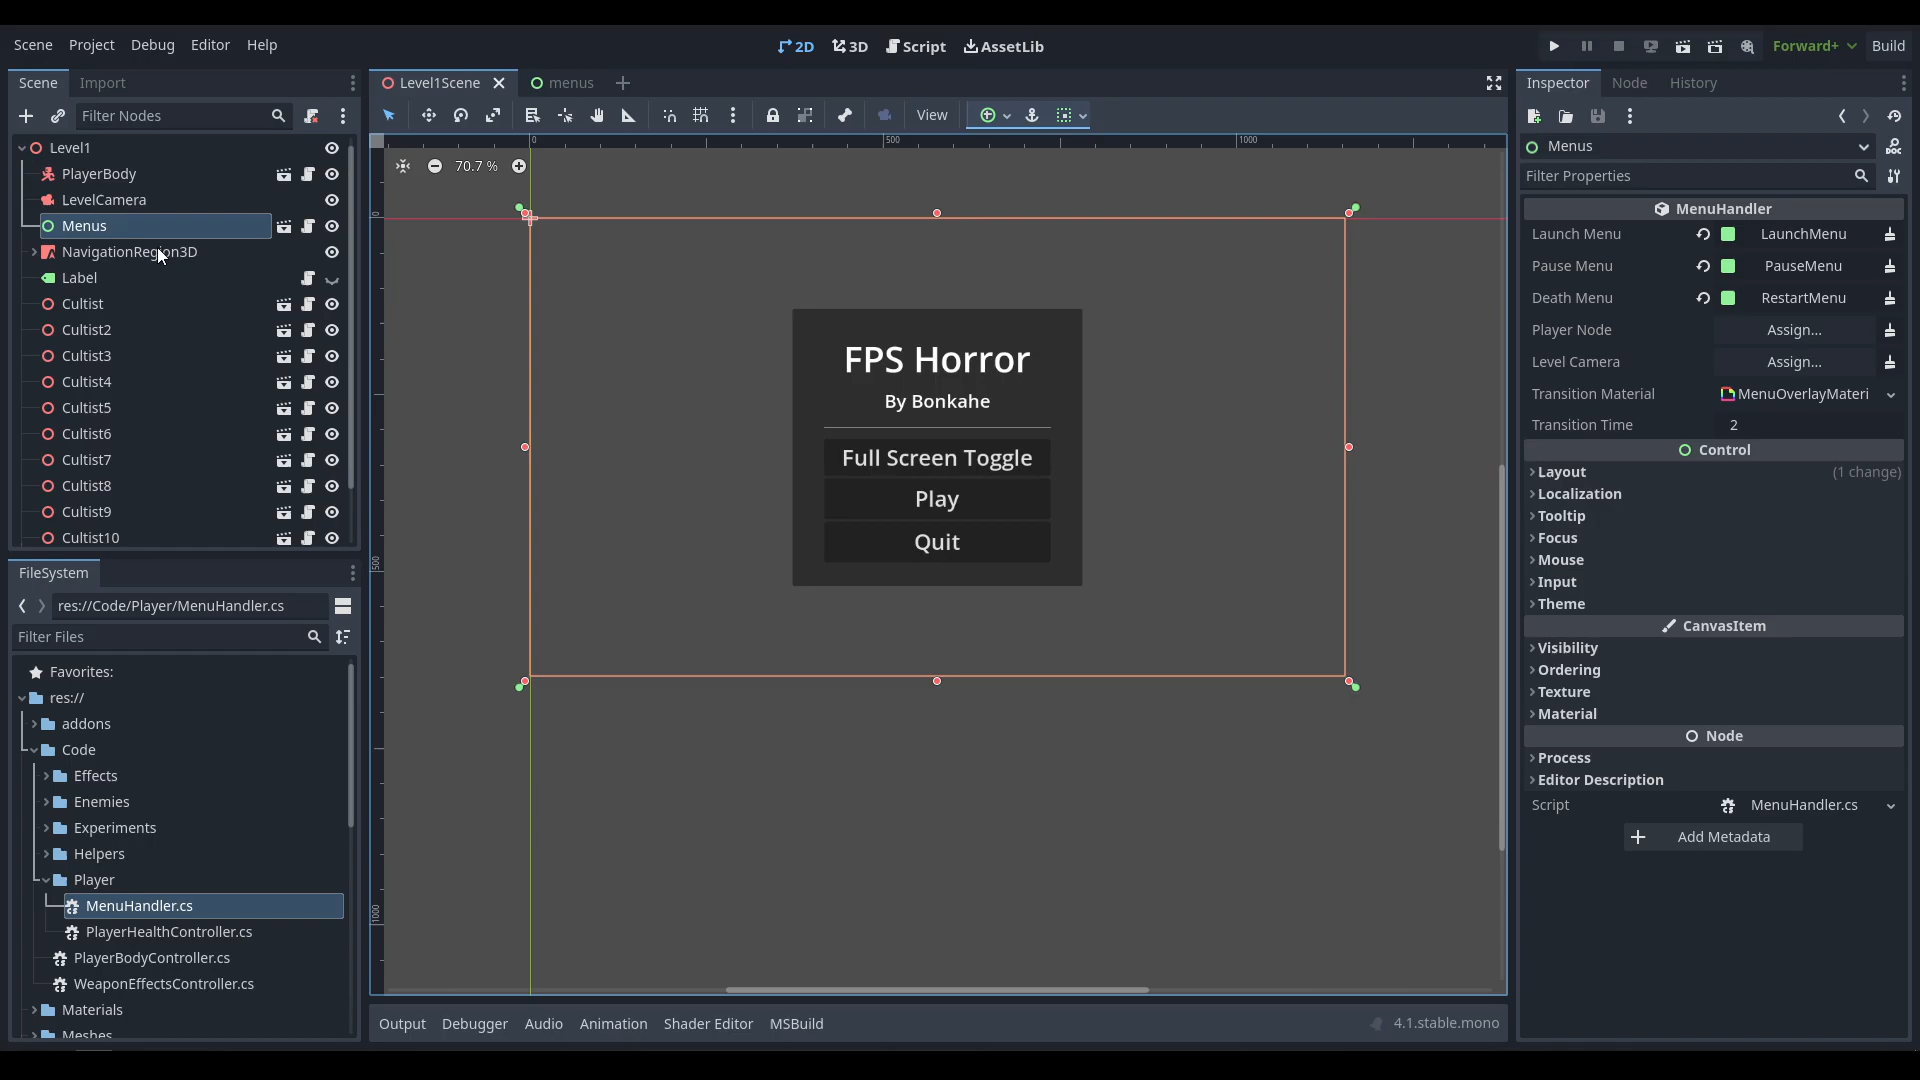 Scene Project Debug Editor Help
2D 3D Script AssetLib
Forward+ Build
Scene Import
Filter Nodes
Level1
PlayerBody
LevelCamera
Menus
NavigationRegion3D
Label
Cultist
Cultist2
Cultist3
Cultist4
Cultist5
Cultist6
Cultist7
Cultist8
Cultist9
Cultist10
FileSystem
res://Code/Player/MenuHandler.cs
Filter Files
Favorites:
res://
addons
Code
Effects
Enemies
Experiments
Helpers
Player
MenuHandler.cs
PlayerHealthController.cs
PlayerBodyController.cs
WeaponEffectsController.cs
Materials
Meshes
Level1Scene menus
View
0 500 1000
70.7 %
0
500
1000
FPS Horror
By Bonkahe
Full Screen Toggle
Play
Quit
Output Debugger Audio Animation Shader Editor MSBuild
4.1.stable.mono
Inspector Node History
Menus
Filter Properties
MenuHandler
Launch Menu LaunchMenu
Pause Menu PauseMenu
Death Menu RestartMenu
Player Node Assign...
Level Camera Assign...
Transition Material MenuOverlayMateri
Transition Time 2
Control
Layout (1 change)
Localization
Tooltip
Focus
Mouse
Input
Theme
CanvasItem
Visibility
Ordering
Texture
Material
Node
Process
Editor Description
Script MenuHandler.cs
Add Metadata